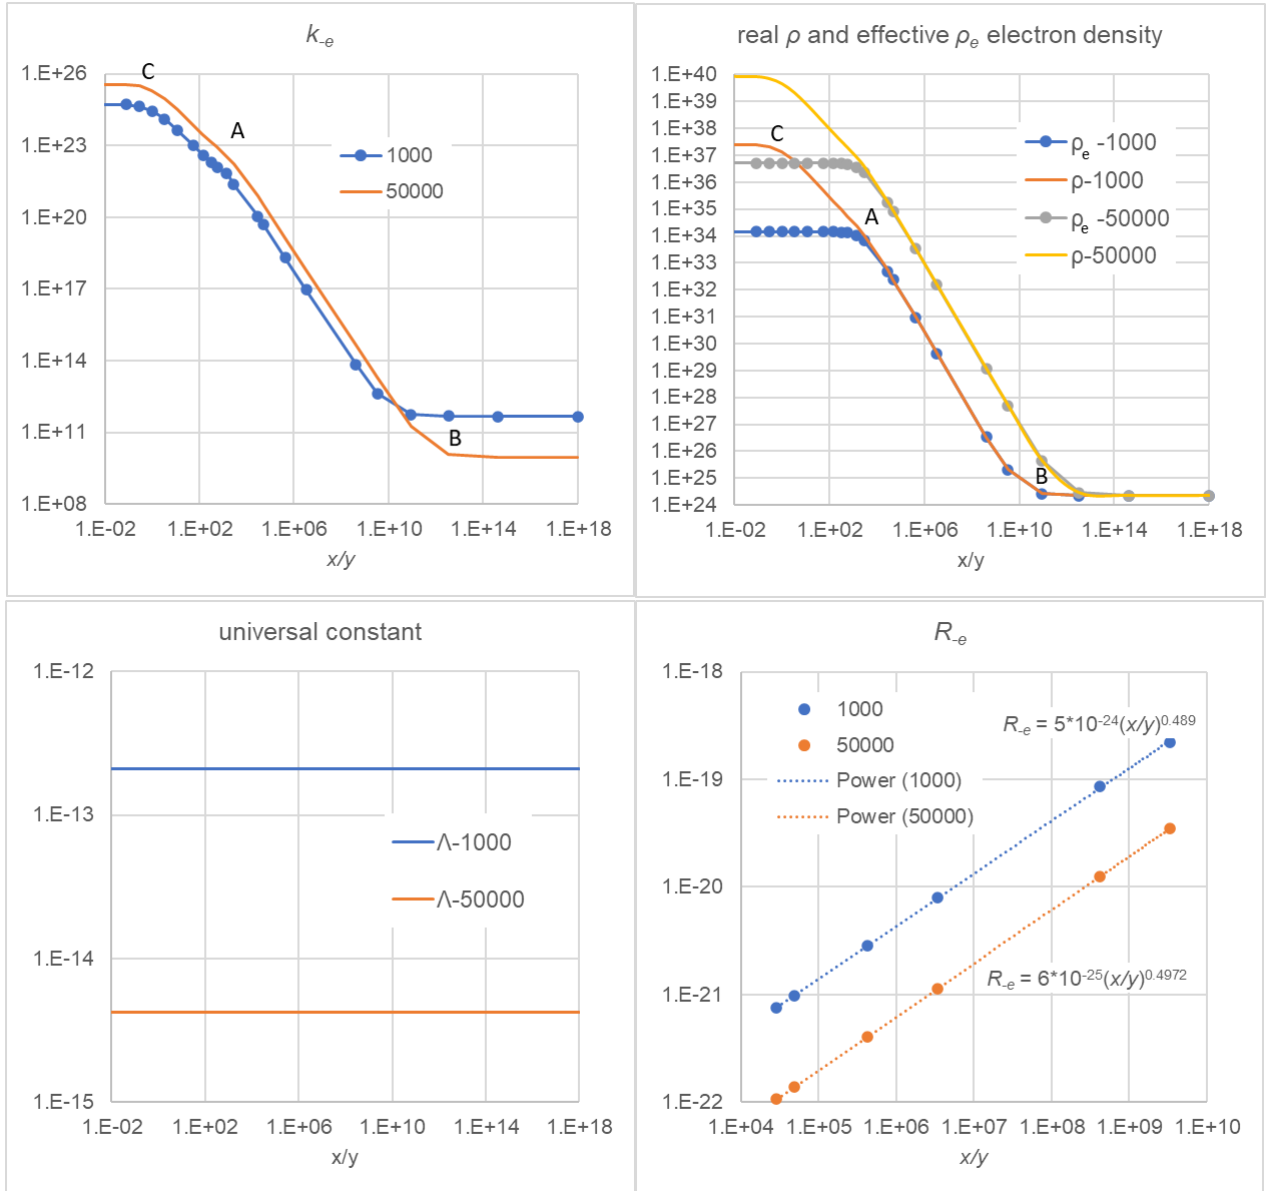 k-e
1.E+26
1.E+23
1.E+20
1.E+17
1.E+14
1.E+11
1.E+08
C
A
B
1000
50000
1.E-02 1.E+02 1.E+06 1.E+10 1.E+14 1.E+18
x/y
real ρ and effective ρe electron density
1.E+40
1.E+39
1.E+38
1.E+37
1.E+36
1.E+35
1.E+34
1.E+33
1.E+32
1.E+31
1.E+30
1.E+29
1.E+28
1.E+27
1.E+26
1.E+25
1.E+24
C
A
B
ρe -1000
ρ-1000
ρe -50000
ρ-50000
1.E-02 1.E+02 1.E+06 1.E+10 1.E+14 1.E+18
x/y
universal constant
1.E-12
1.E-13
1.E-14
1.E-15
Λ-1000
Λ-50000
1.E-02 1.E+02 1.E+06 1.E+10 1.E+14 1.E+18
x/y
R-e
1.E-18
1.E-19
1.E-20
1.E-21
1.E-22
1000
50000
Power (1000)
Power (50000)
R-e = 5*10-24(x/y)0.489
R-e = 6*10-25(x/y)0.4972
1.E+04 1.E+05 1.E+06 1.E+07 1.E+08 1.E+09 1.E+10
x/y